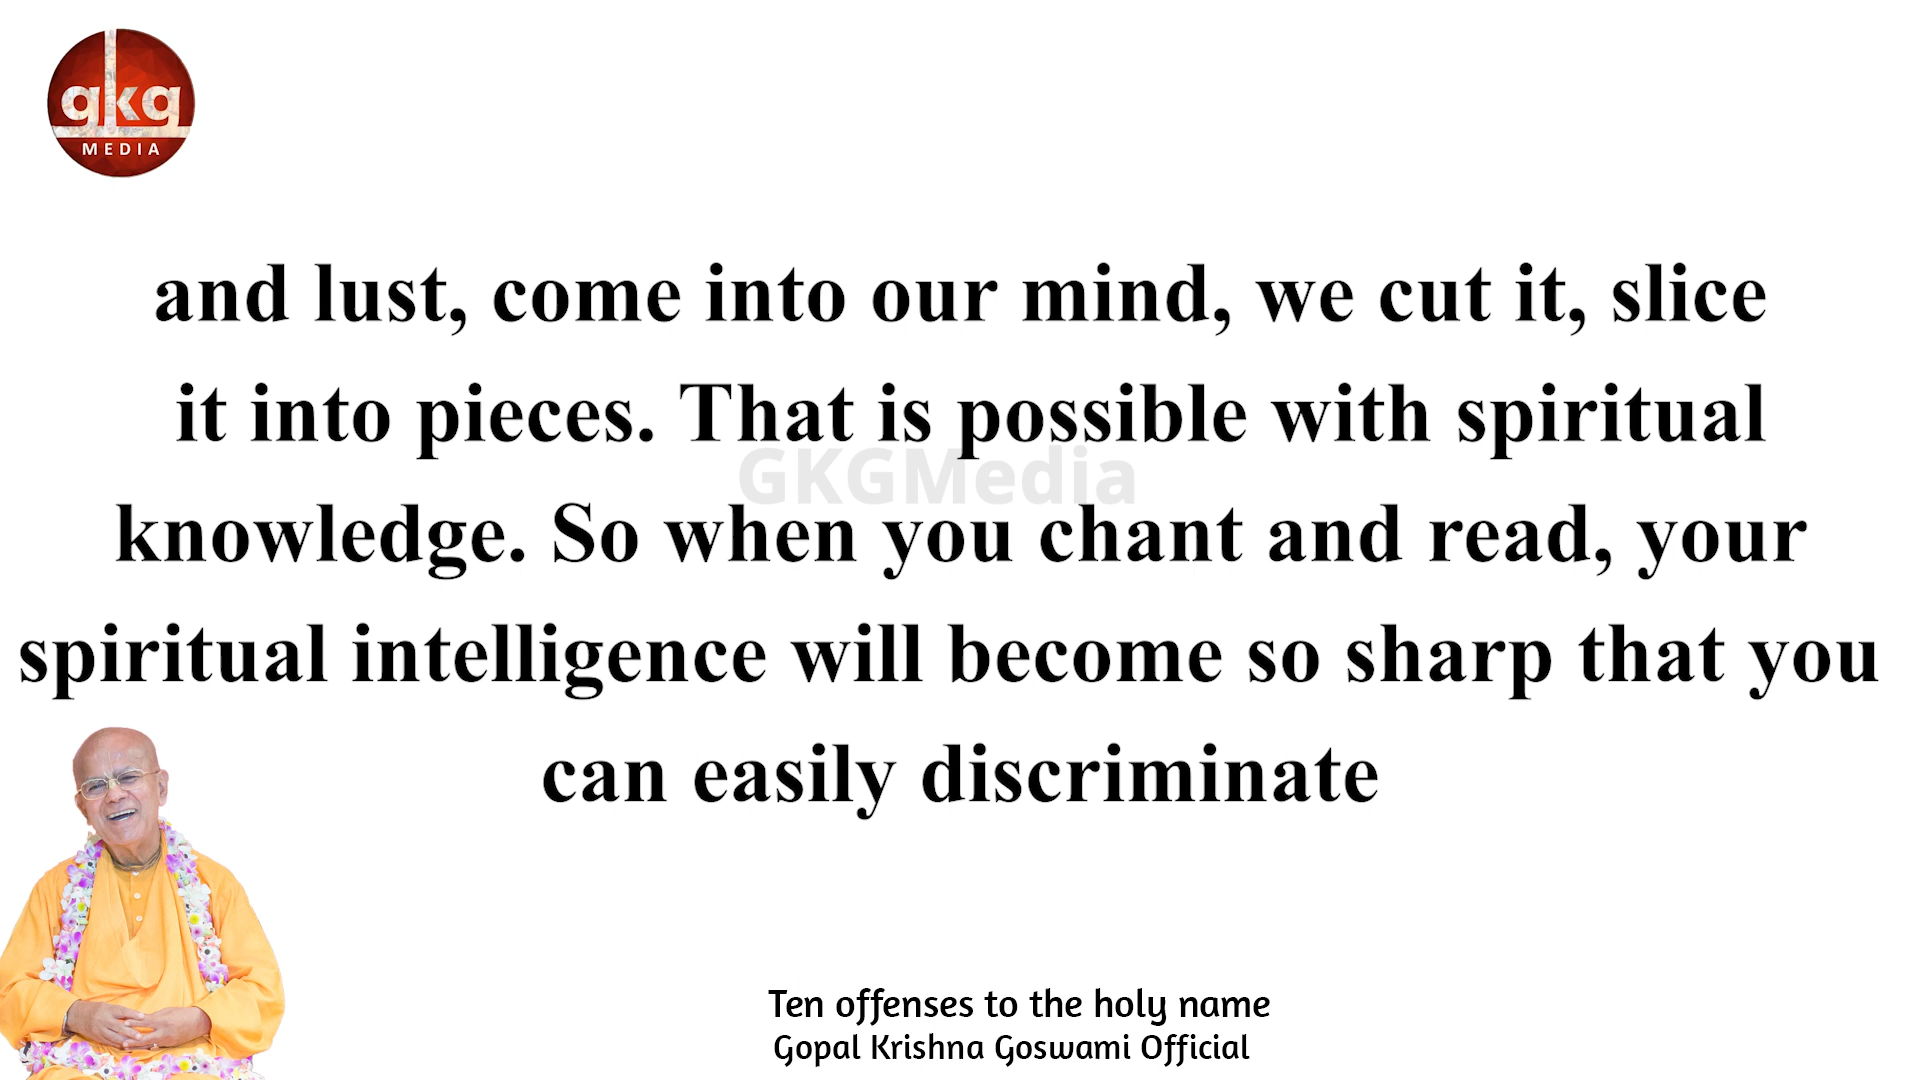 gkg
MEDIA
and lust, come into our mind, we cut it, slice
it into pieces. That is possible with spiritual
GKGMedia
knowledge. So when you chant and read, your
spiritual intelligence will become so sharp that you
can easily discriminate
Ten offenses to the holy name
Gopal Krishna Goswami Official